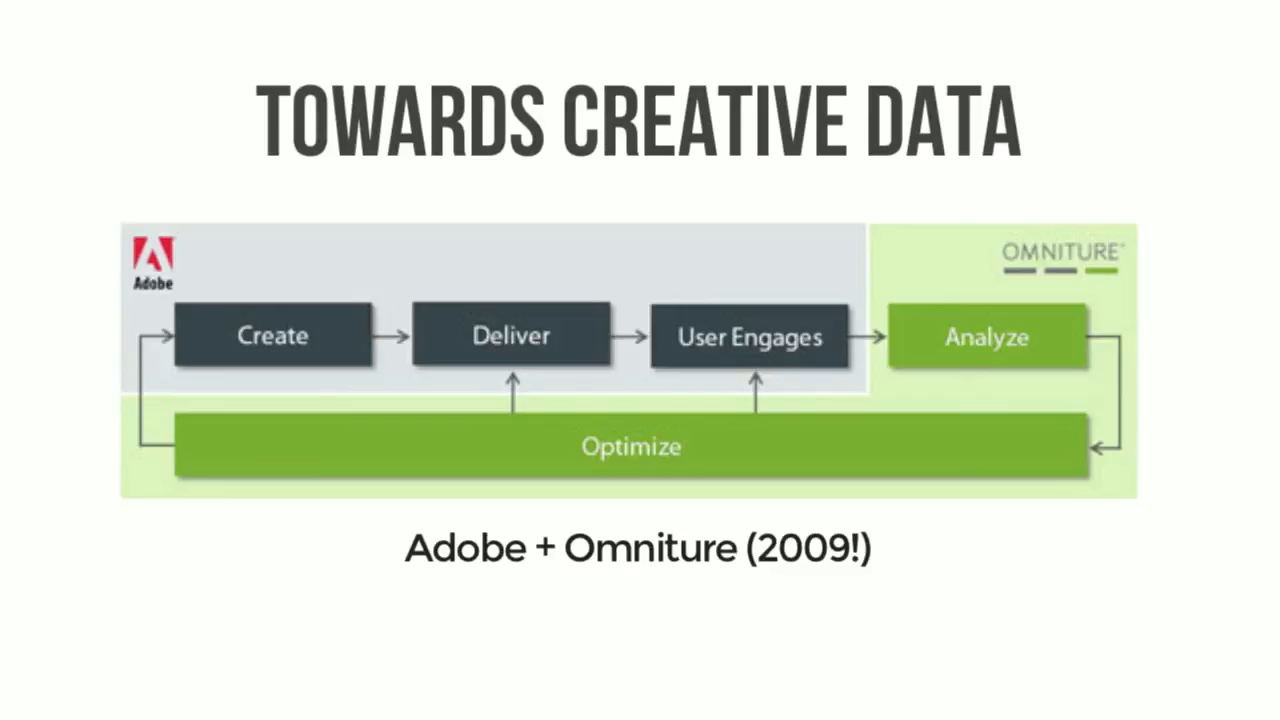 TOWARDS CREATIVE DATA
Adobe
OMNITURE
Create
Deliver
User Engages
Analyze
Optimize
Adobe + Omniture (2009!)